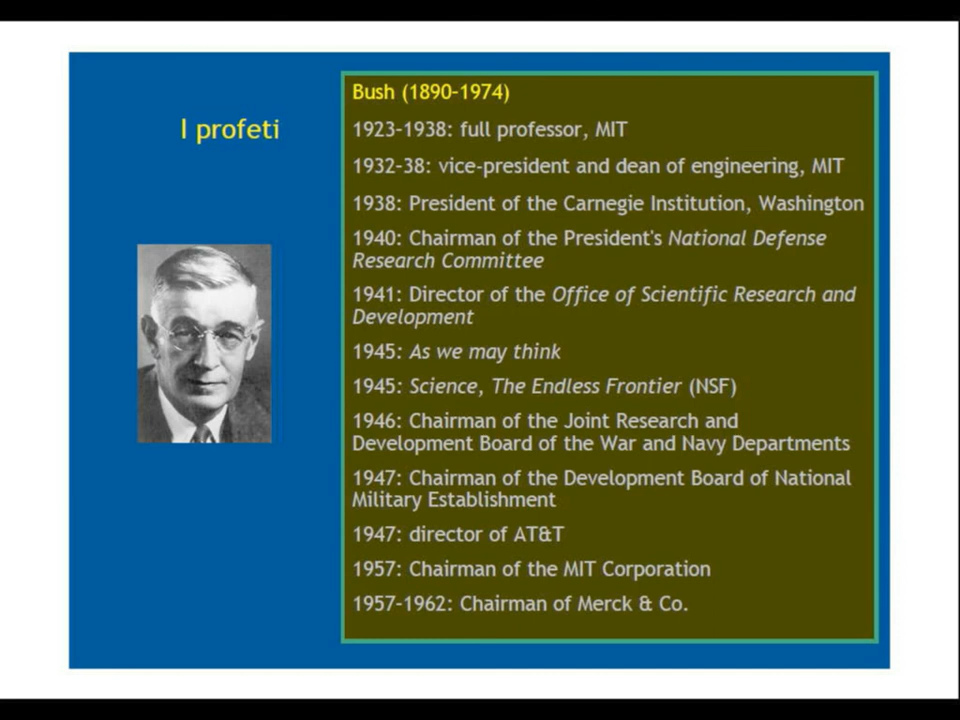 I profeti
Bush (1890-1974)
1923-1938: full professor, MIT
1932-38: vice-president and dean of engineering, MIT
1938: President of the Carnegie Institution, Washington
1940: Chairman of the President's National Defense
Research Committee
1941: Director of the Office of Scientific Research and
Development
1945: As we may think
1945: Science, The Endless Frontier (NSF)
1946: Chairman of the Joint Research and
Development Board of the War and Navy Departments
1947: Chairman of the Development Board of National
Military Establishment
1947: director of AT&T
1957: Chairman of the MIT Corporation
1957-1962: Chairman of Merck & Co.